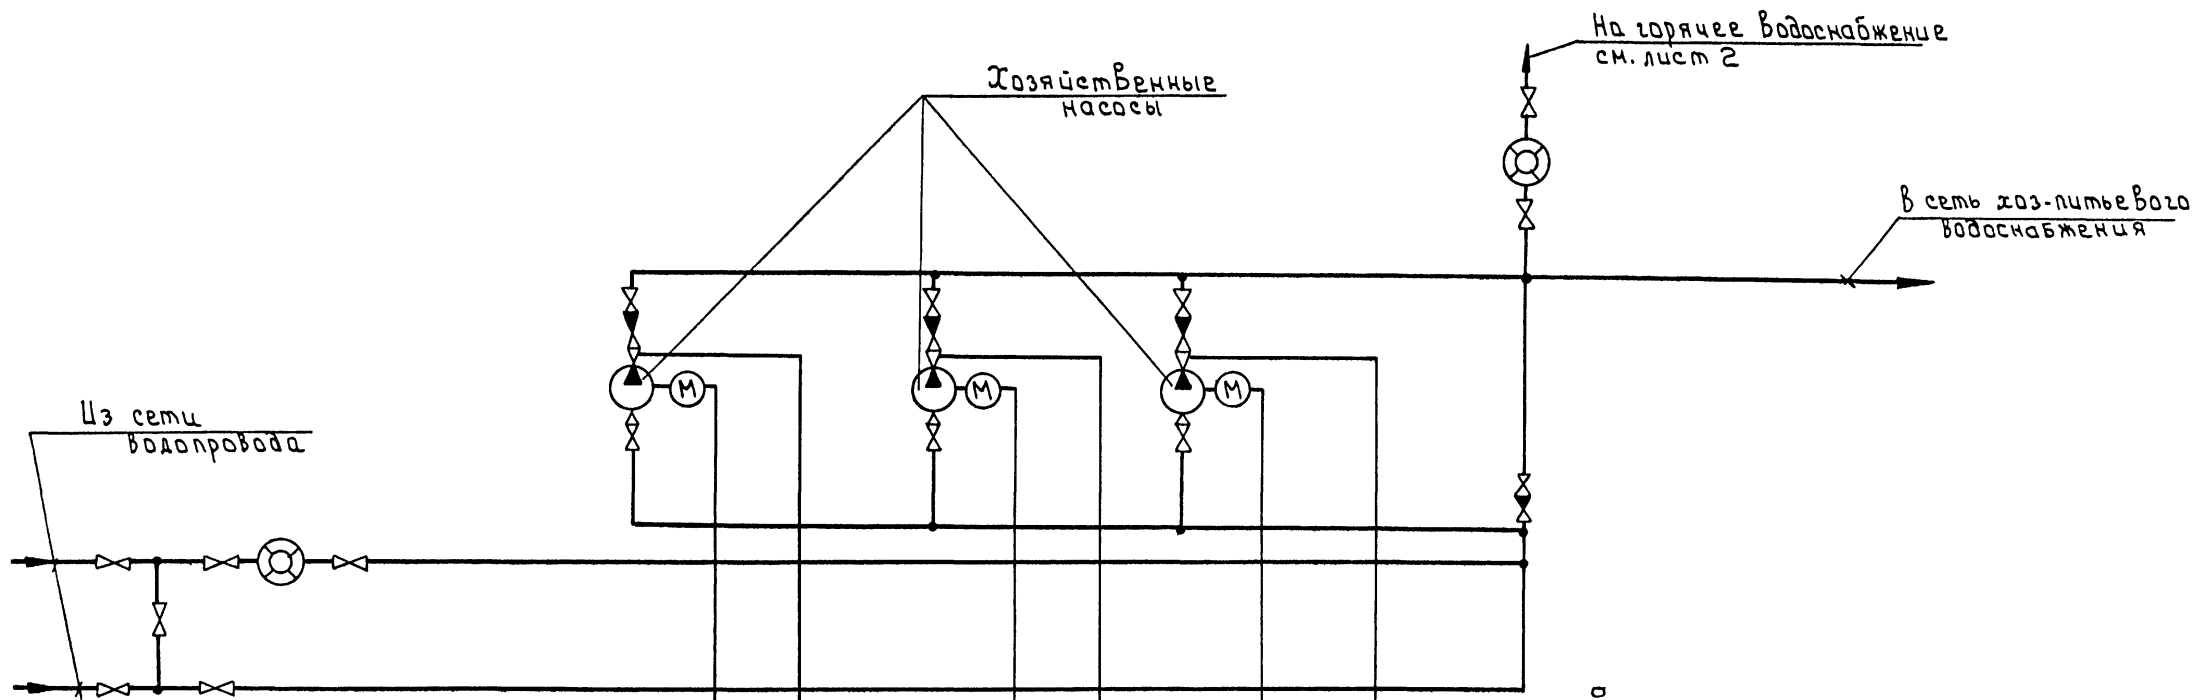 На горячее водоснабжение
см. лист 2
Хозяйственные
насосы
В сеть хоз-питьевого
водоснабжения
М
М
М
Из сети
водопровода